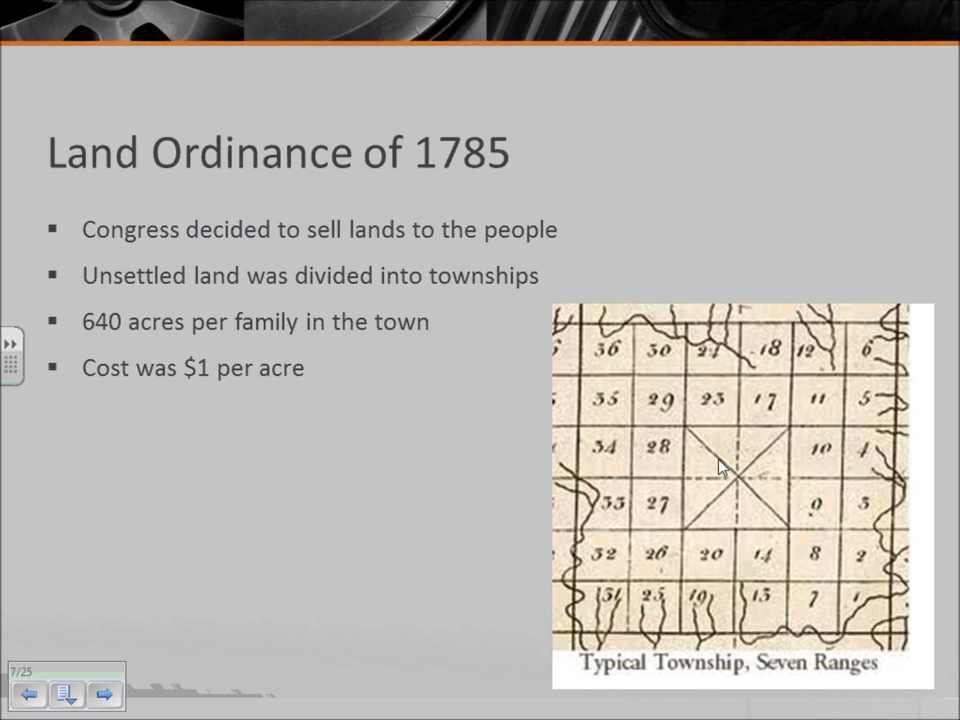 Land Ordinance of 1785
Congress decided to sell lands to the people
Unsettled land was divided into townships
640 acres per family in the town
Cost was $1 per acre
36 30 24 18 12 6
35 29 23 17 11 5
34 28 10 4
33 27 9 3
32 26 20 14 8 2
31 25 19 13 7 1
Typical Township, Seven Ranges
7/25